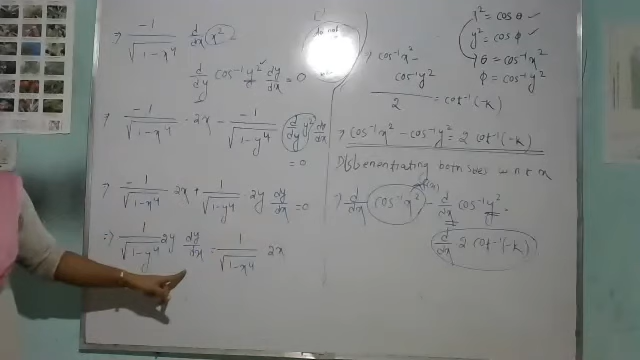 x² = cos θ ✓
y² = cos φ ✓
→ θ = cos⁻¹x²
φ = cos⁻¹y²
⇒ cos⁻¹x² -
cos⁻¹y²
2 = cot⁻¹(-k)
⇒ cos⁻¹x² - cos⁻¹y² = 2 cot⁻¹(-k)
both sides w.r.t x
⇒ d/dx cos⁻¹x² - d/dx cos⁻¹y² =
d/dx 2 cot⁻¹(-k)
do not
⇒ -1/√(1-x⁴) d/dx x² -
d/dy cos⁻¹y² dy/dx = 0
⇒ -1/√(1-x⁴) · 2x - -1/√(1-y⁴) d/dy y² dy/dx
= 0
⇒ -1/√(1-x⁴) 2x + 1/√(1-y⁴) 2y dy/dx = 0
⇒ 1/√(1-y⁴) 2y dy/dx = 1/√(1-x⁴) 2x